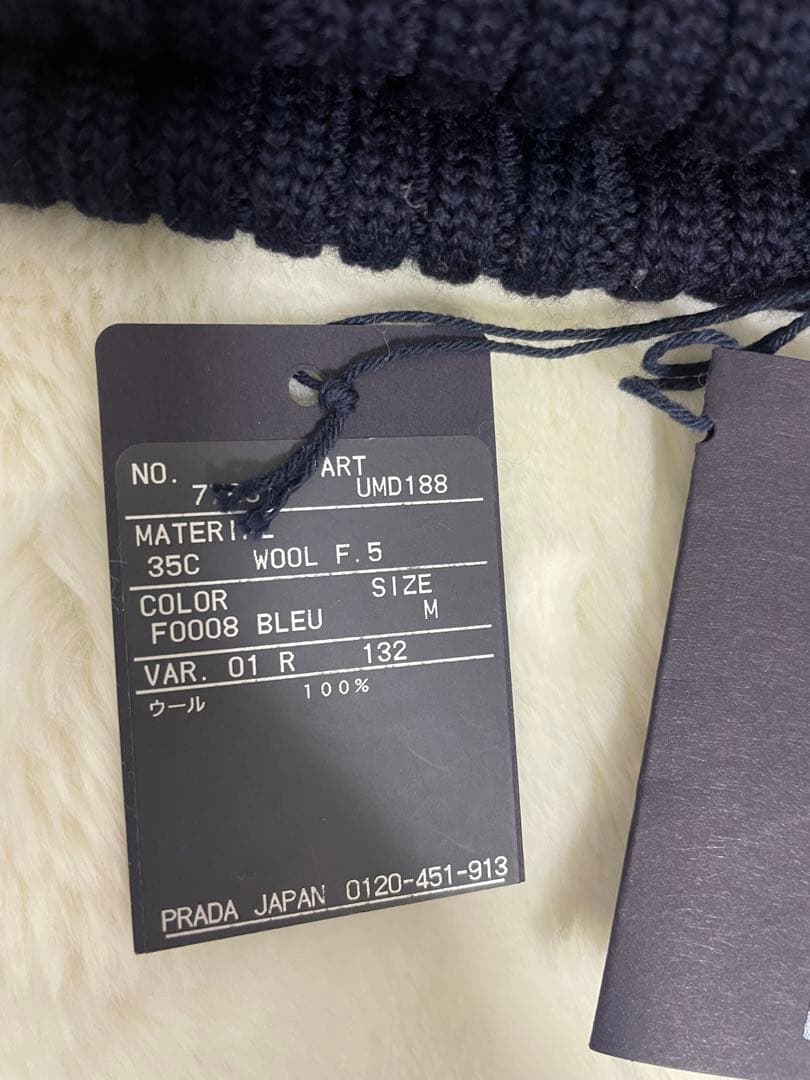 NO. ART
UMD188
35C WOOL F.5
COLOR SIZE
F0008 BLEU M
VAR. 01 R 132
ウール 100%
PRADA JAPAN 0120-451-913